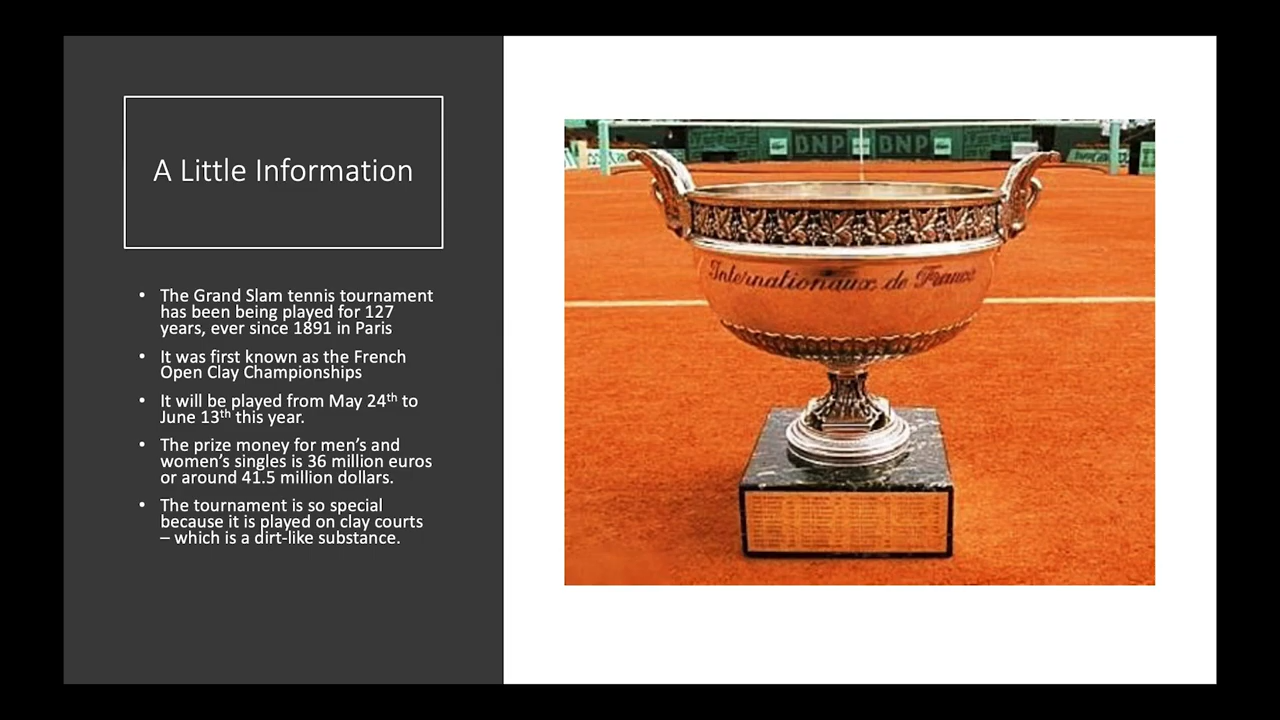 A Little Information
• The Grand Slam tennis tournament
has been being played for 127
years, ever since 1891 in Paris
• It was first known as the French
Open Clay Championships
• It will be played from May 24th to
June 13th this year.
• The prize money for men’s and
women’s singles is 36 million euros
or around 41.5 million dollars.
• The tournament is so special
because it is played on clay courts
– which is a dirt-like substance.
BNP BNP
Internationaux de France